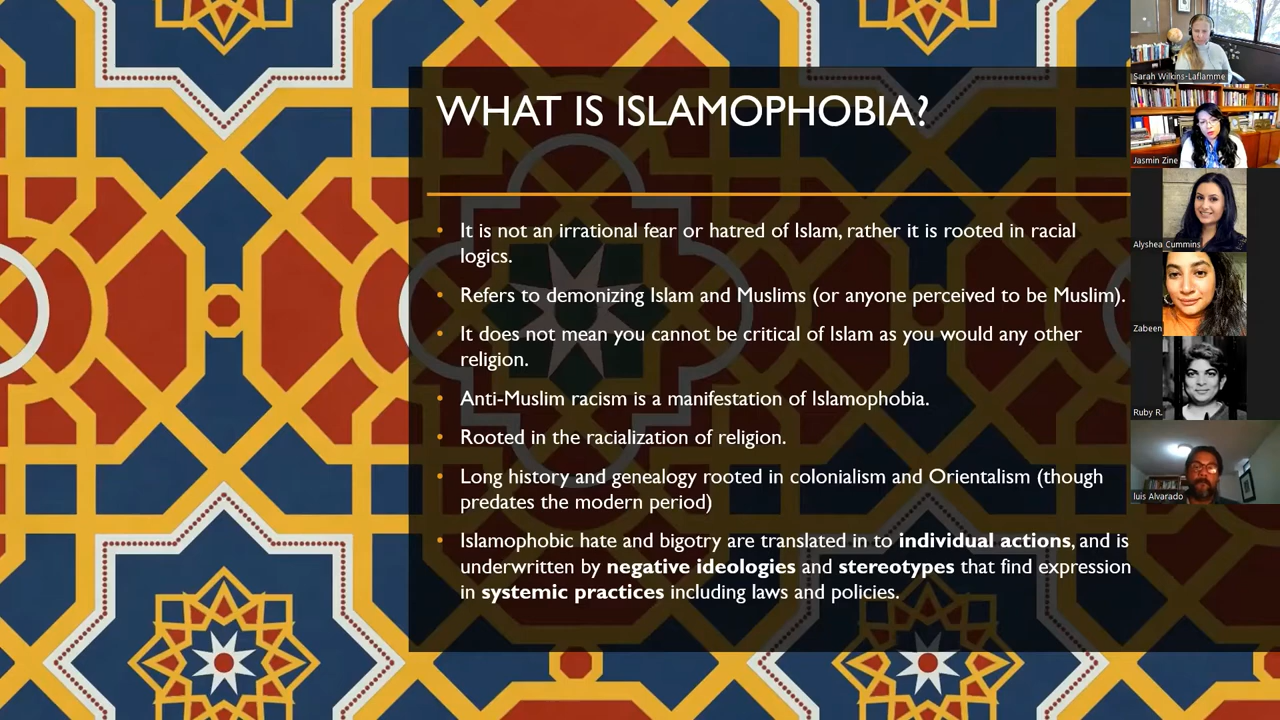 WHAT IS ISLAMOPHOBIA?
• It is not an irrational fear or hatred of Islam, rather it is rooted in racial
logics.
• Refers to demonizing Islam and Muslims (or anyone perceived to be Muslim).
• It does not mean you cannot be critical of Islam as you would any other
religion.
• Anti-Muslim racism is a manifestation of Islamophobia.
• Rooted in the racialization of religion.
• Long history and genealogy rooted in colonialism and Orientalism (though
predates the modern period)
• Islamophobic hate and bigotry are translated in to individual actions, and is
underwritten by negative ideologies and stereotypes that find expression
in systemic practices including laws and policies.
Sarah Wilkins-Laflamme
Jasmin Zine
Alyshea Cummins
Zabeen
Ruby R.
luis Alvarado